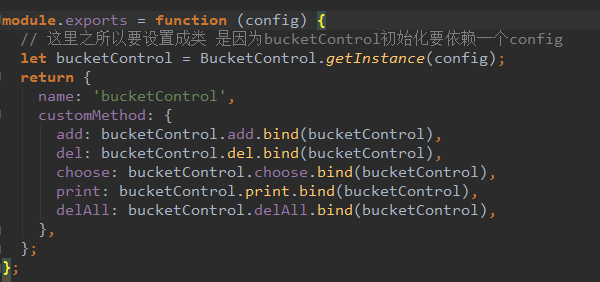 module.exports = function (config) {
// 这里之所以要设置成类 是因为bucketControl初始化要依赖一个config
let bucketControl = BucketControl.getInstance(config);
return {
name: 'bucketControl',
customMethod: {
add: bucketControl.add.bind(bucketControl),
del: bucketControl.del.bind(bucketControl),
choose: bucketControl.choose.bind(bucketControl),
print: bucketControl.print.bind(bucketControl),
delAll: bucketControl.delAll.bind(bucketControl),
},
};
};